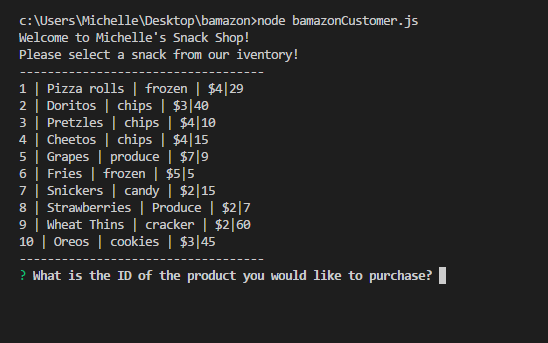 c:\Users\Michelle\Desktop\bamazon>node bamazonCustomer.js
Welcome to Michelle's Snack Shop!
Please select a snack from our iventory!
-----------------------------------
1 | Pizza rolls | frozen | $4|29
2 | Doritos | chips | $3|40
3 | Pretzles | chips | $4|10
4 | Cheetos | chips | $4|15
5 | Grapes | produce | $7|9
6 | Fries | frozen | $5|5
7 | Snickers | candy | $2|15
8 | Strawberries | Produce | $2|7
9 | Wheat Thins | cracker | $2|60
10 | Oreos | cookies | $3|45
-----------------------------------
? What is the ID of the product you would like to purchase?